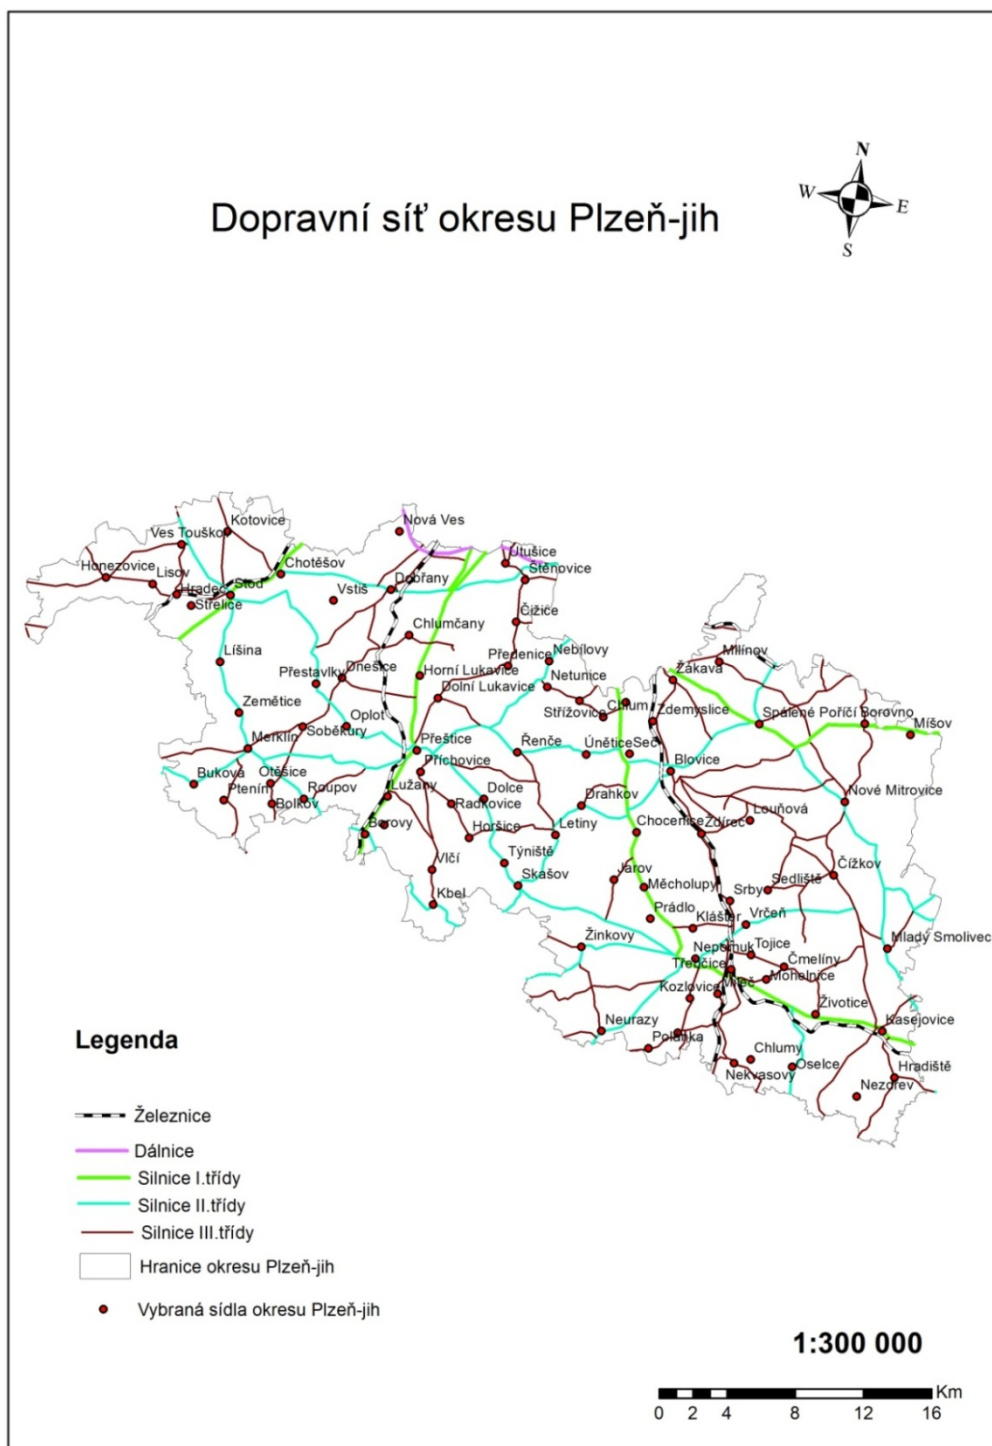 N
W
E
S
Dopravní síť okresu Plzeň-jih
Nová Ves
Kotovice
Ves Touškov
Útušice
Štěnovice
Chotěšov
Honezovice
Lisov
Dobřany
Hradec
Stod
Střelice
Vstiš
Čižice
Chlumčany
Nebílovy
Předenice
Milínov
Líšina
Dnešice
Horní Lukavice
Žákava
Přestavlky
Netunice
Dolní Lukavice
Chlum
Zemětice
Střížovice
Zdemyslice
Spálené Poříčí
Borovno
Míšov
Oplot
Soběkury
Merklín
Přeštice
Řenče
Únětice
Seč
Příchovice
Blovice
Buková
Otěšice
Ptenín
Roupov
Lužany
Dolce
Drahkov
Bolkov
Radkovice
Louňová
Nové Mitrovice
Borovy
Horšice
Letiny
Chocenice
Ždírec
Vlčí
Týniště
Jarov
Čížkov
Skašov
Měcholupy
Srby
Sedliště
Kbel
Prádlo
Klášter
Vrčeň
Žinkovy
Nepomuk
Tojice
Mladý Smolivec
Třebčice
Čmelíny
Mohelnice
Kozlovice
Mileč
Životice
Neurazy
Kasejovice
Polánka
Chlumy
Nekvasovy
Oselce
Hradiště
Nezdřev
Legenda
Železnice
Dálnice
Silnice I.třídy
Silnice II.třídy
Silnice III.třídy
Hranice okresu Plzeň-jih
Vybraná sídla okresu Plzeň-jih
1:300 000
Km
0 2 4 8 12 16